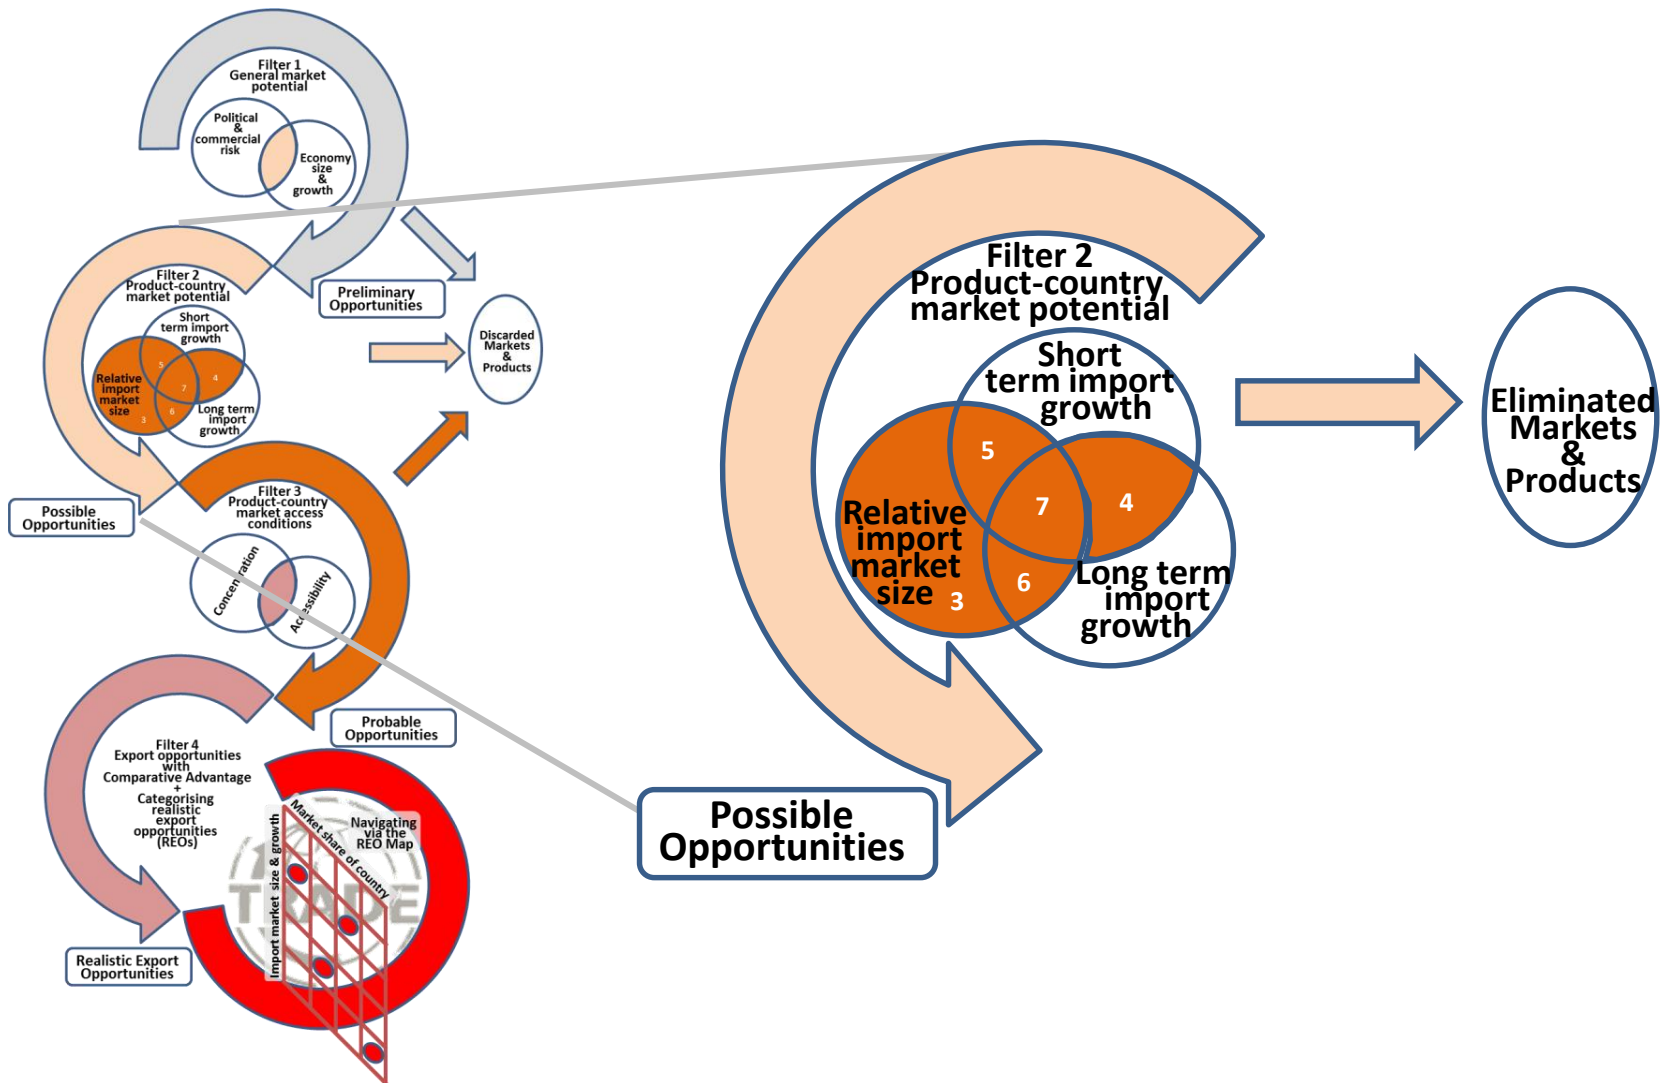 Filter 1
General market
potential
Political
&
commercial
risk
Economy
size
&
growth
Preliminary
Opportunities
Filter 2
Product-country
market potential
Short
term import
growth
5
4
7
Relative
import
market
size
6
3
Long term
import
growth
Discarded
Markets
&
Products
Possible
Opportunities
Filter 3
Product-country
market access
conditions
Concentration
Accessibility
Probable
Opportunities
Filter 4
Export opportunities
with
Comparative Advantage
+
Categorising
realistic
export
opportunities
(REOs)
Realistic Export
Opportunities
Import market size & growth
Market share of country
Navigating
via the
REO Map
TRADE
Filter 2
Product-country
market potential
Short
term import
growth
5
7
4
Relative
import
market
size
3
6
Long term
import
growth
Possible
Opportunities
Eliminated
Markets
&
Products